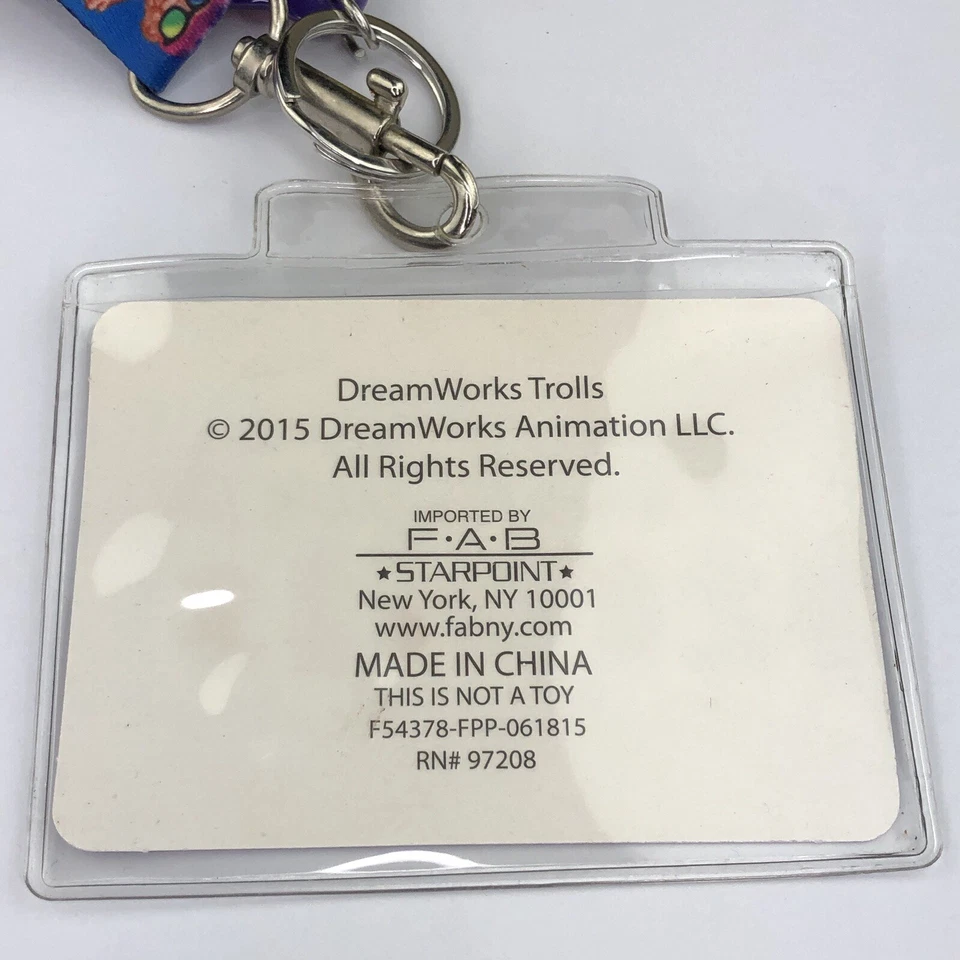 DreamWorks Trolls
© 2015 DreamWorks Animation LLC.
All Rights Reserved.
IMPORTED BY
F·A·B
★STARPOINT★
New York, NY 10001
www.fabny.com
MADE IN CHINA
THIS IS NOT A TOY
F54378-FPP-061815
RN# 97208